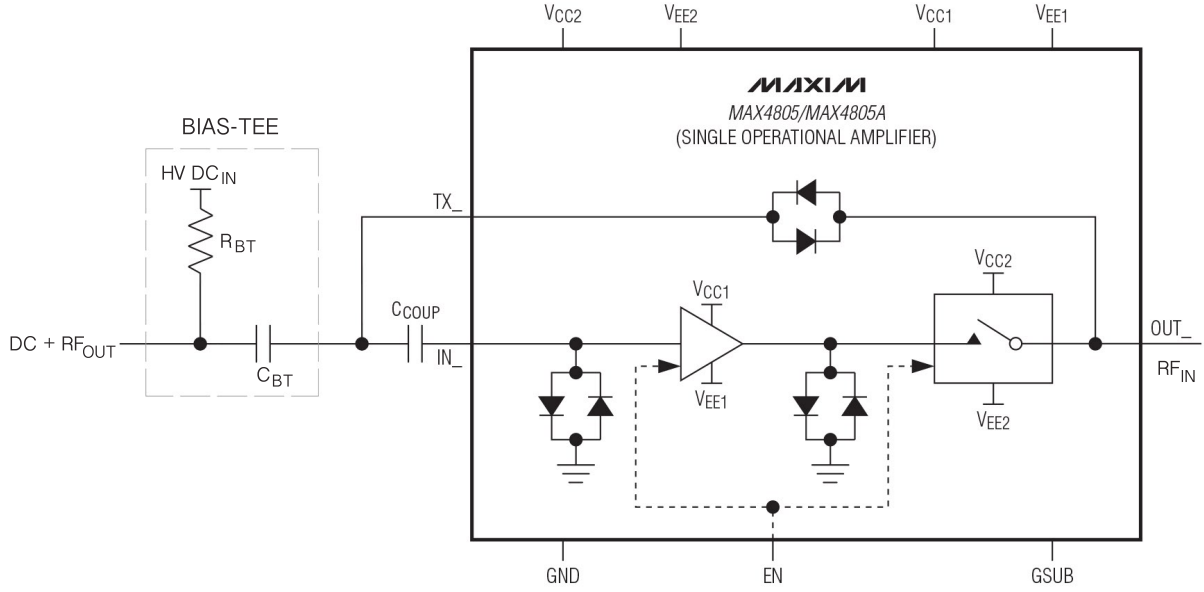 VCC2
VEE2
VCC1
VEE1
MAXIM
MAX4805/MAX4805A
(SINGLE OPERATIONAL AMPLIFIER)
BIAS-TEE
HV DCIN
TX_
RBT
VCC2
CCOUP
VCC1
DC + RFOUT
IN_
OUT_
CBT
RFIN
VEE1
VEE2
GND
EN
GSUB